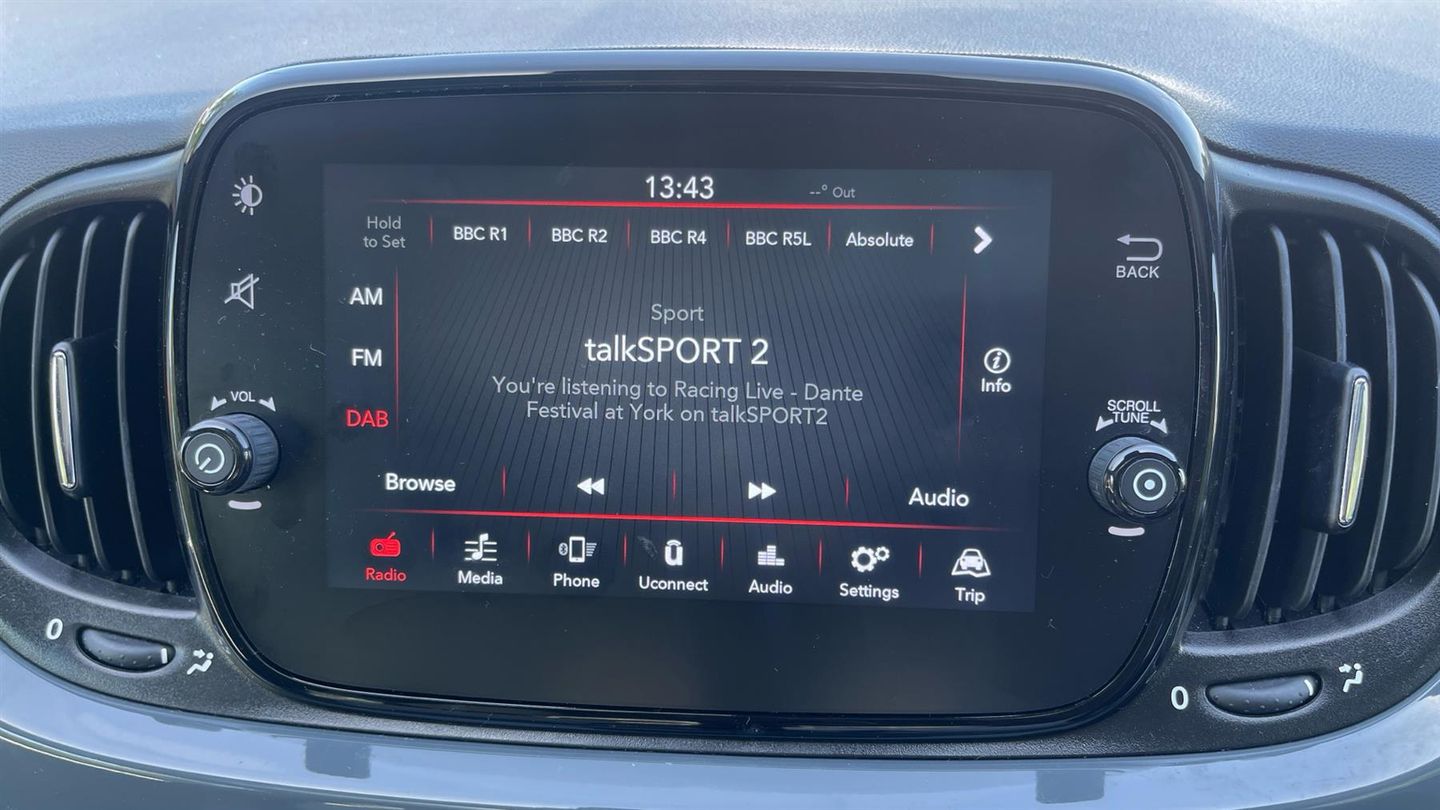 13:43
--° Out
Hold
to Set
BBC R1
BBC R2
BBC R4
BBC R5L
Absolute
BACK
AM
FM
DAB
Sport
talkSPORT 2
You're listening to Racing Live - Dante
Festival at York on talkSPORT2
Info
VOL
SCROLL
TUNE
Browse
Audio
Radio
Media
Phone
Uconnect
Audio
Settings
Trip
0
0